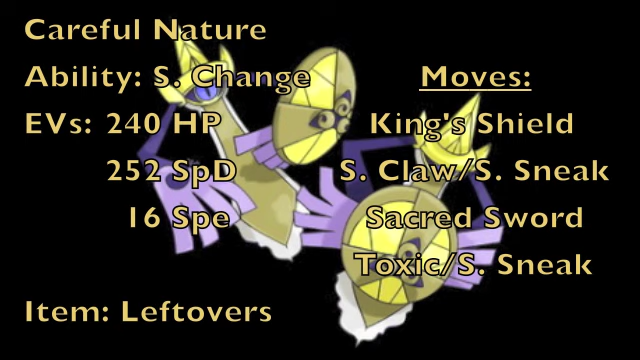 Careful Nature
Ability: S. Change
EVs: 240 HP
252 SpD
16 Spe
Item: Leftovers
Moves:
King's Shield
S. Claw/S. Sneak
Sacred Sword
Toxic/S. Sneak